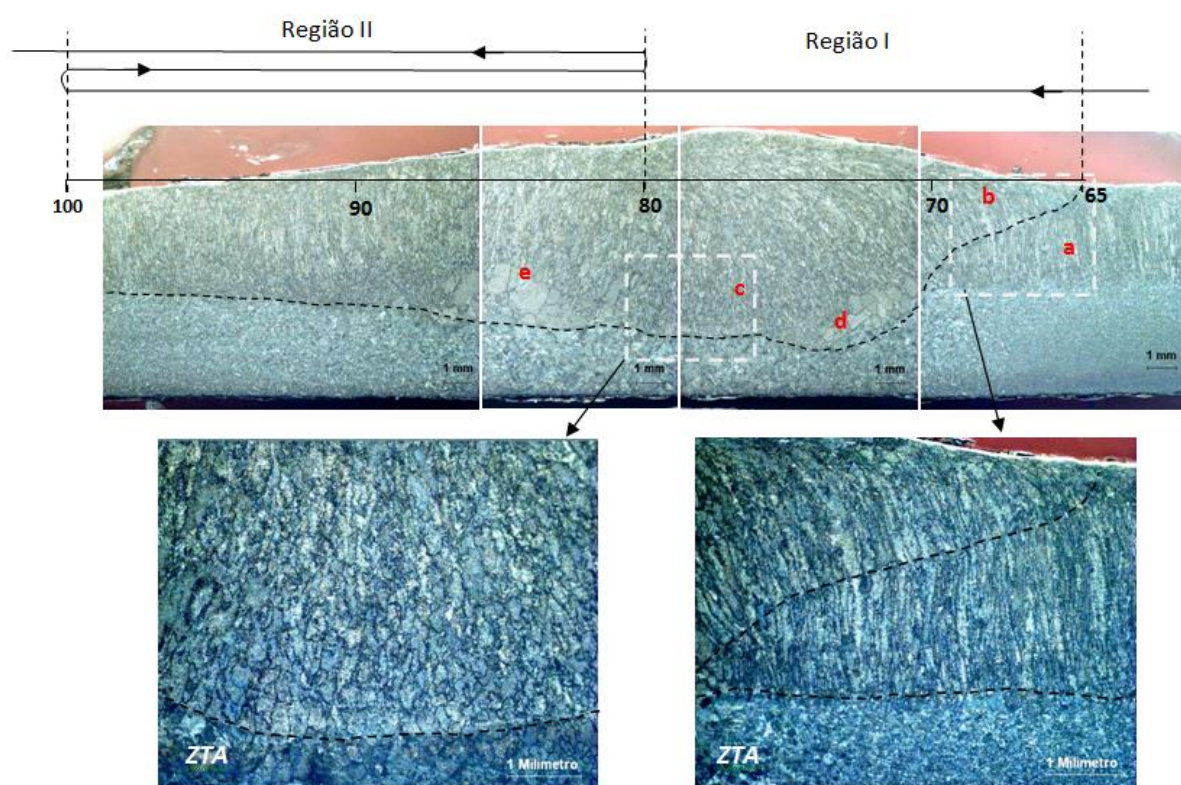 Região II
Região I
100
90
80
70
65
b
a
e
c
d
1 mm
1 mm
1 mm
1 mm
ZTA
1 Milimetro
ZTA
1 Milimetro